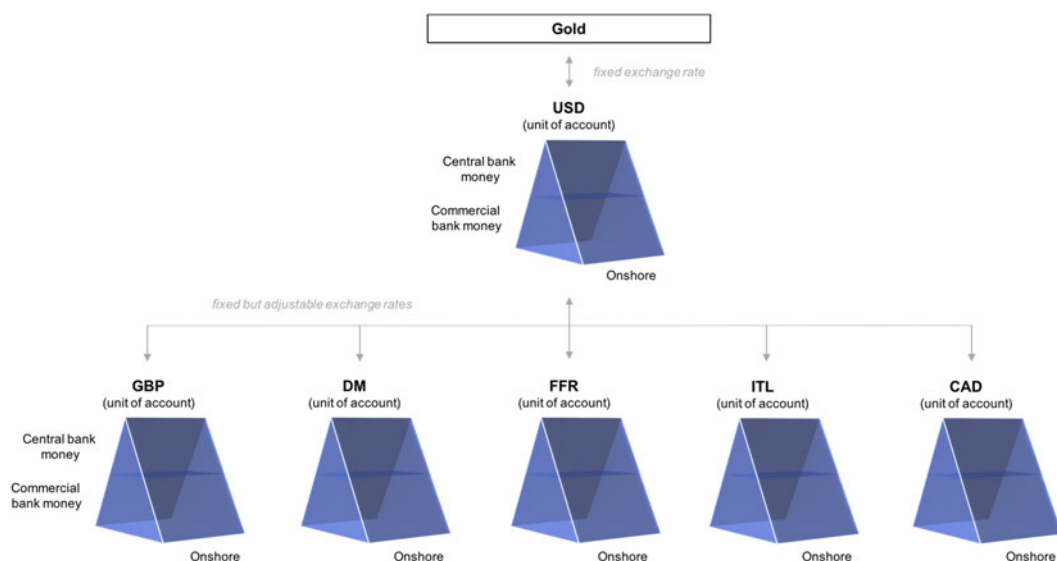 Gold
fixed exchange rate
USD
(unit of account)
Central bank
money
Commercial
bank money
Onshore
fixed but adjustable exchange rates
GBP
(unit of account)
DM
(unit of account)
FFR
(unit of account)
ITL
(unit of account)
CAD
(unit of account)
Central bank
money
Commercial
bank money
Onshore
Onshore
Onshore
Onshore
Onshore